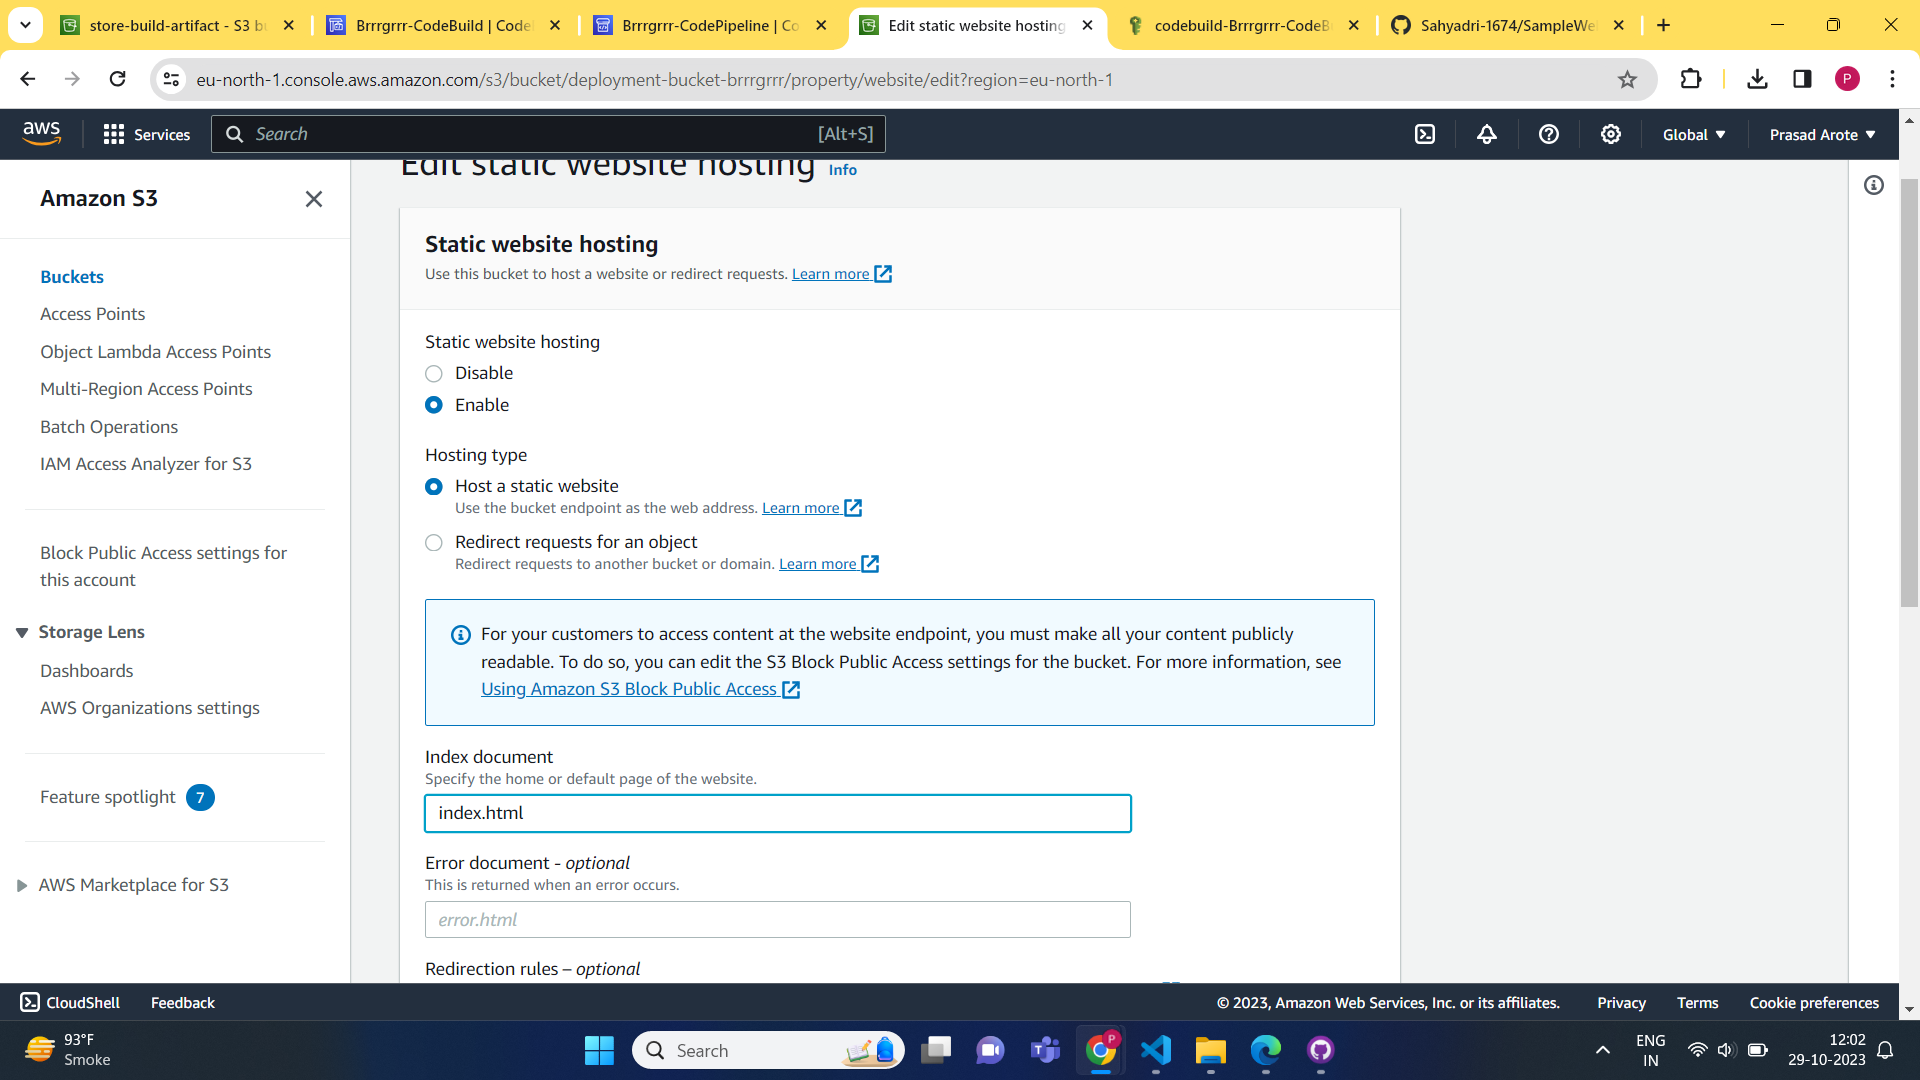 store-build-artifact - S3 bu
Brrrgrrr-CodeBuild | CodeB
Brrrgrrr-CodePipeline | Co
Edit static website hosting
codebuild-Brrrgrrr-CodeBu
Sahyadri-1674/SampleWeb
eu-north-1.console.aws.amazon.com/s3/bucket/deployment-bucket-brrrgrrr/property/website/edit?region=eu-north-1
P
aws
Services
Search
[Alt+S]
Global
Prasad Arote
Amazon S3
Buckets
Access Points
Object Lambda Access Points
Multi-Region Access Points
Batch Operations
IAM Access Analyzer for S3
Block Public Access settings for
this account
Storage Lens
Dashboards
AWS Organizations settings
Feature spotlight 7
AWS Marketplace for S3
Edit static website hosting Info
Static website hosting
Use this bucket to host a website or redirect requests. Learn more
Static website hosting
Disable
Enable
Hosting type
Host a static website
Use the bucket endpoint as the web address. Learn more
Redirect requests for an object
Redirect requests to another bucket or domain. Learn more
For your customers to access content at the website endpoint, you must make all your content publicly
readable. To do so, you can edit the S3 Block Public Access settings for the bucket. For more information, see
Using Amazon S3 Block Public Access
Index document
Specify the home or default page of the website.
index.html
Error document - optional
This is returned when an error occurs.
error.html
Redirection rules – optional
CloudShell
Feedback
© 2023, Amazon Web Services, Inc. or its affiliates.
Privacy
Terms
Cookie preferences
93°F
Smoke
Search
P
ENG
IN
12:02
29-10-2023